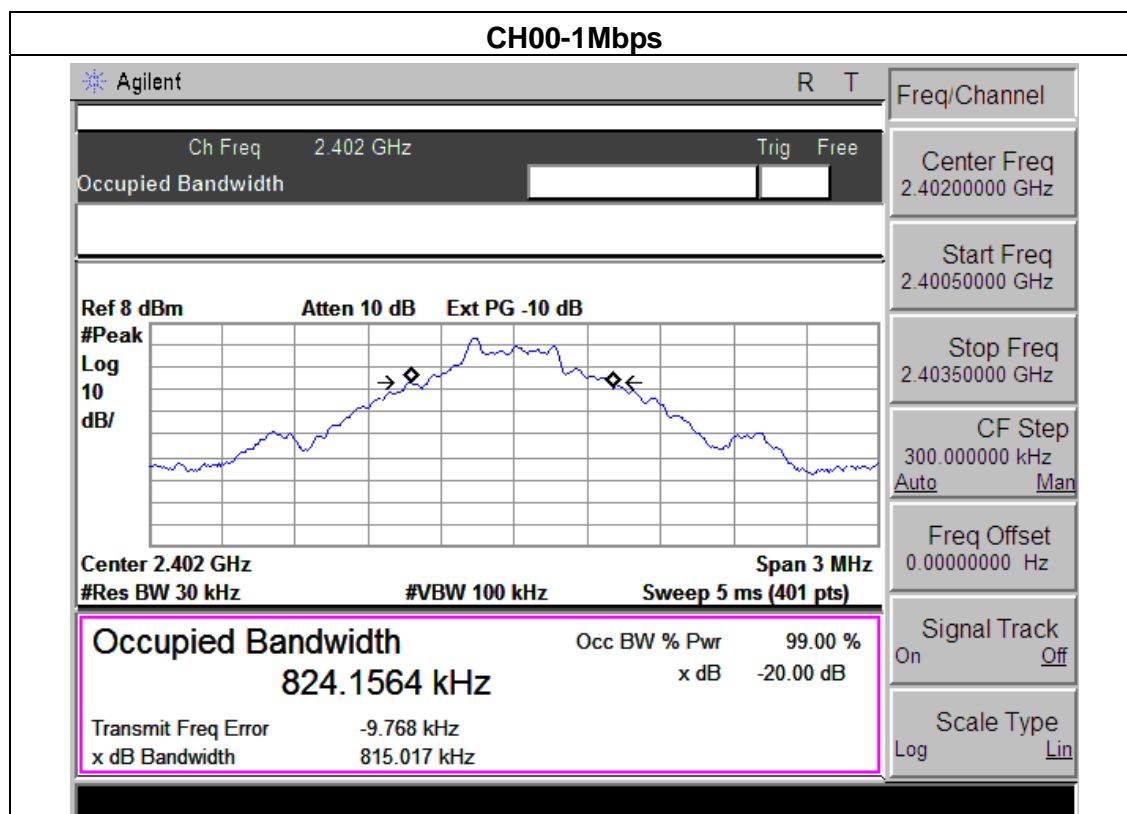 CH00-1Mbps
Agilent R T
Ch Freq 2.402 GHz Trig Free
Occupied Bandwidth
Ref 8 dBm Atten 10 dB Ext PG -10 dB
#Peak
Log
10
dB/
Center 2.402 GHz Span 3 MHz
#Res BW 30 kHz #VBW 100 kHz Sweep 5 ms (401 pts)
Occupied Bandwidth Occ BW % Pwr 99.00 %
824.1564 kHz x dB -20.00 dB
Transmit Freq Error -9.768 kHz
x dB Bandwidth 815.017 kHz
Freq/Channel
Center Freq
2.40200000 GHz
Start Freq
2.40050000 GHz
Stop Freq
2.40350000 GHz
CF Step
300.000000 kHz
Auto Man
Freq Offset
0.00000000 Hz
Signal Track
On Off
Scale Type
Log Lin